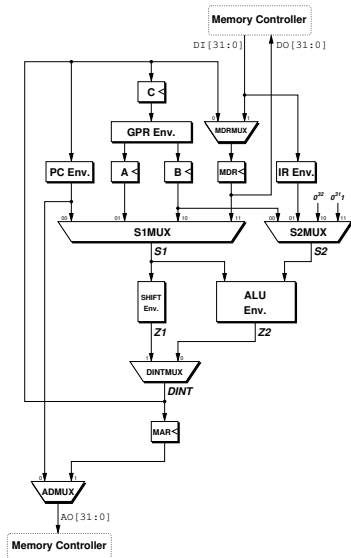 Memory Controller
DI[31:0] DO[31:0]
C
0 1
MDRMUX
GPR Env.
PC Env.
A
B
MDR
IR Env.
0³² 0³¹1
00 01 10 11
S1MUX
00 01 10 11
S2MUX
S1
S2
SHIFT
Env.
ALU
Env.
Z1
Z2
1 0
DINTMUX
DINT
MAR
0 1
ADMUX
AO[31:0]
Memory Controller